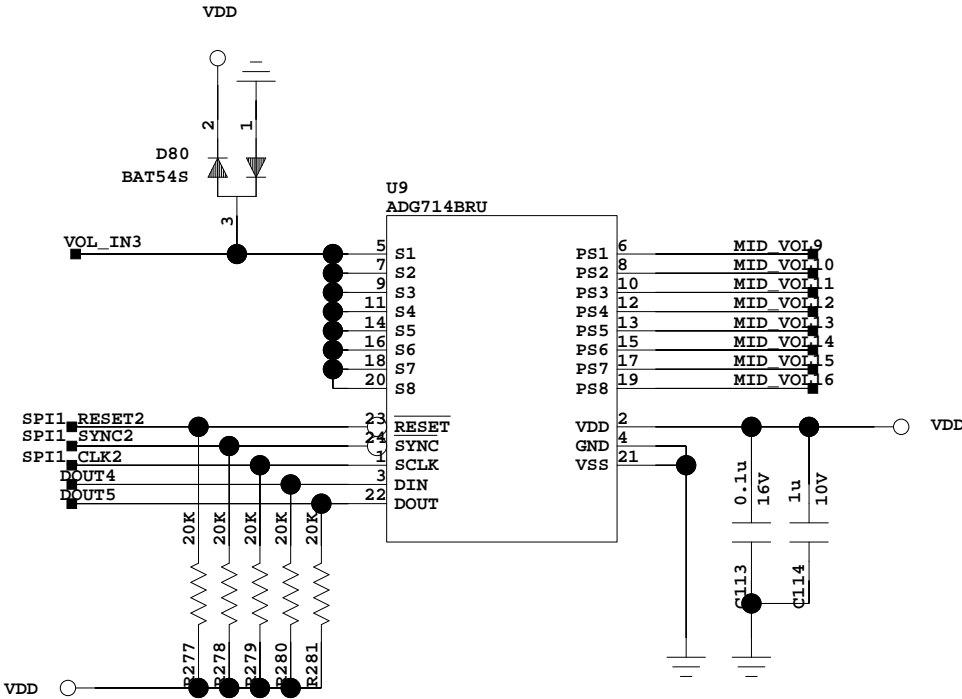 VDD
2
1
D80
BAT54S
3
U9
ADG714BRU
VOL_IN3
5 S1 PS1 6 MID_VOL9
7 S2 PS2 8 MID_VOL10
9 S3 PS3 10 MID_VOL11
11 S4 PS4 12 MID_VOL12
14 S5 PS5 13 MID_VOL13
16 S6 PS6 15 MID_VOL14
18 S7 PS7 17 MID_VOL15
20 S8 PS8 19 MID_VOL16
SPI1_RESET2 23 RESET VDD 2 VDD
SPI1_SYNC2 24 SYNC GND 4
SPI1_CLK2 1 SCLK VSS 21
DOUT4 3 DIN
DOUT5 22 DOUT
20K 20K 20K 20K 20K
0.1u 16V 1u 10V
C113 C114
R277 R278 R279 R280 R281
VDD